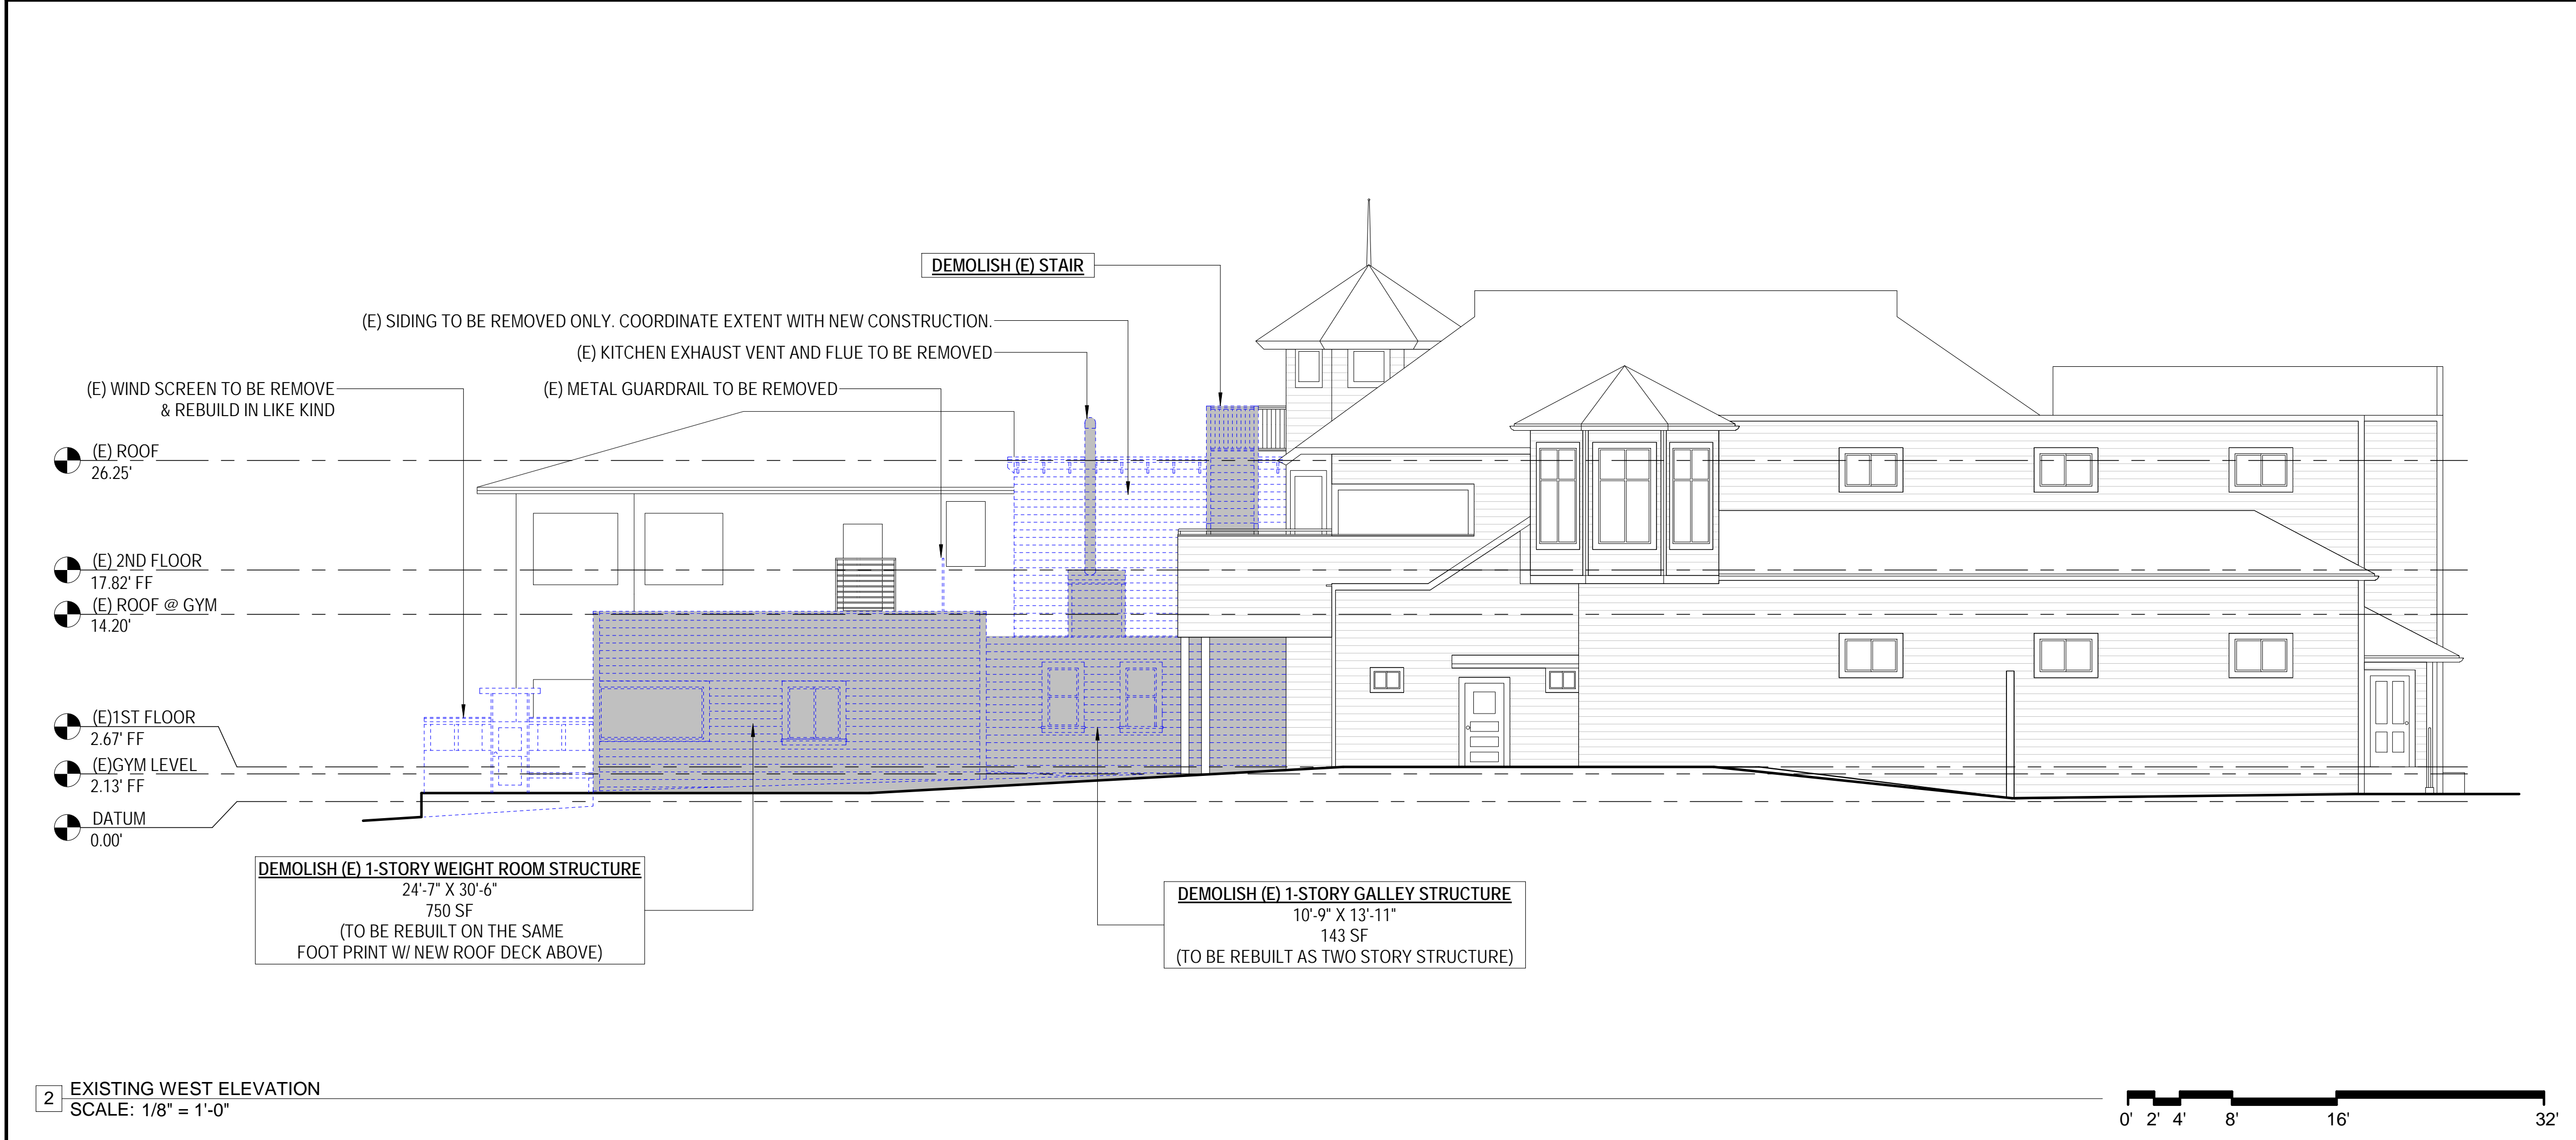 DEMOLISH (E) STAIR
(E) SIDING TO BE REMOVED ONLY. COORDINATE EXTENT WITH NEW CONSTRUCTION.
(E) KITCHEN EXHAUST VENT AND FLUE TO BE REMOVED
(E) WIND SCREEN TO BE REMOVE
& REBUILD IN LIKE KIND
(E) METAL GUARDRAIL TO BE REMOVED
(E) ROOF
26.25'
(E) 2ND FLOOR
17.82' FF
(E) ROOF @ GYM
14.20'
(E)1ST FLOOR
2.67' FF
(E)GYM LEVEL
2.13' FF
DATUM
0.00'
DEMOLISH (E) 1-STORY WEIGHT ROOM STRUCTURE
24'-7" X 30'-6"
750 SF
(TO BE REBUILT ON THE SAME
FOOT PRINT W/ NEW ROOF DECK ABOVE)
DEMOLISH (E) 1-STORY GALLEY STRUCTURE
10'-9" X 13'-11"
143 SF
(TO BE REBUILT AS TWO STORY STRUCTURE)
2
EXISTING WEST ELEVATION
SCALE: 1/8" = 1'-0"
0' 2' 4' 8' 16' 32'